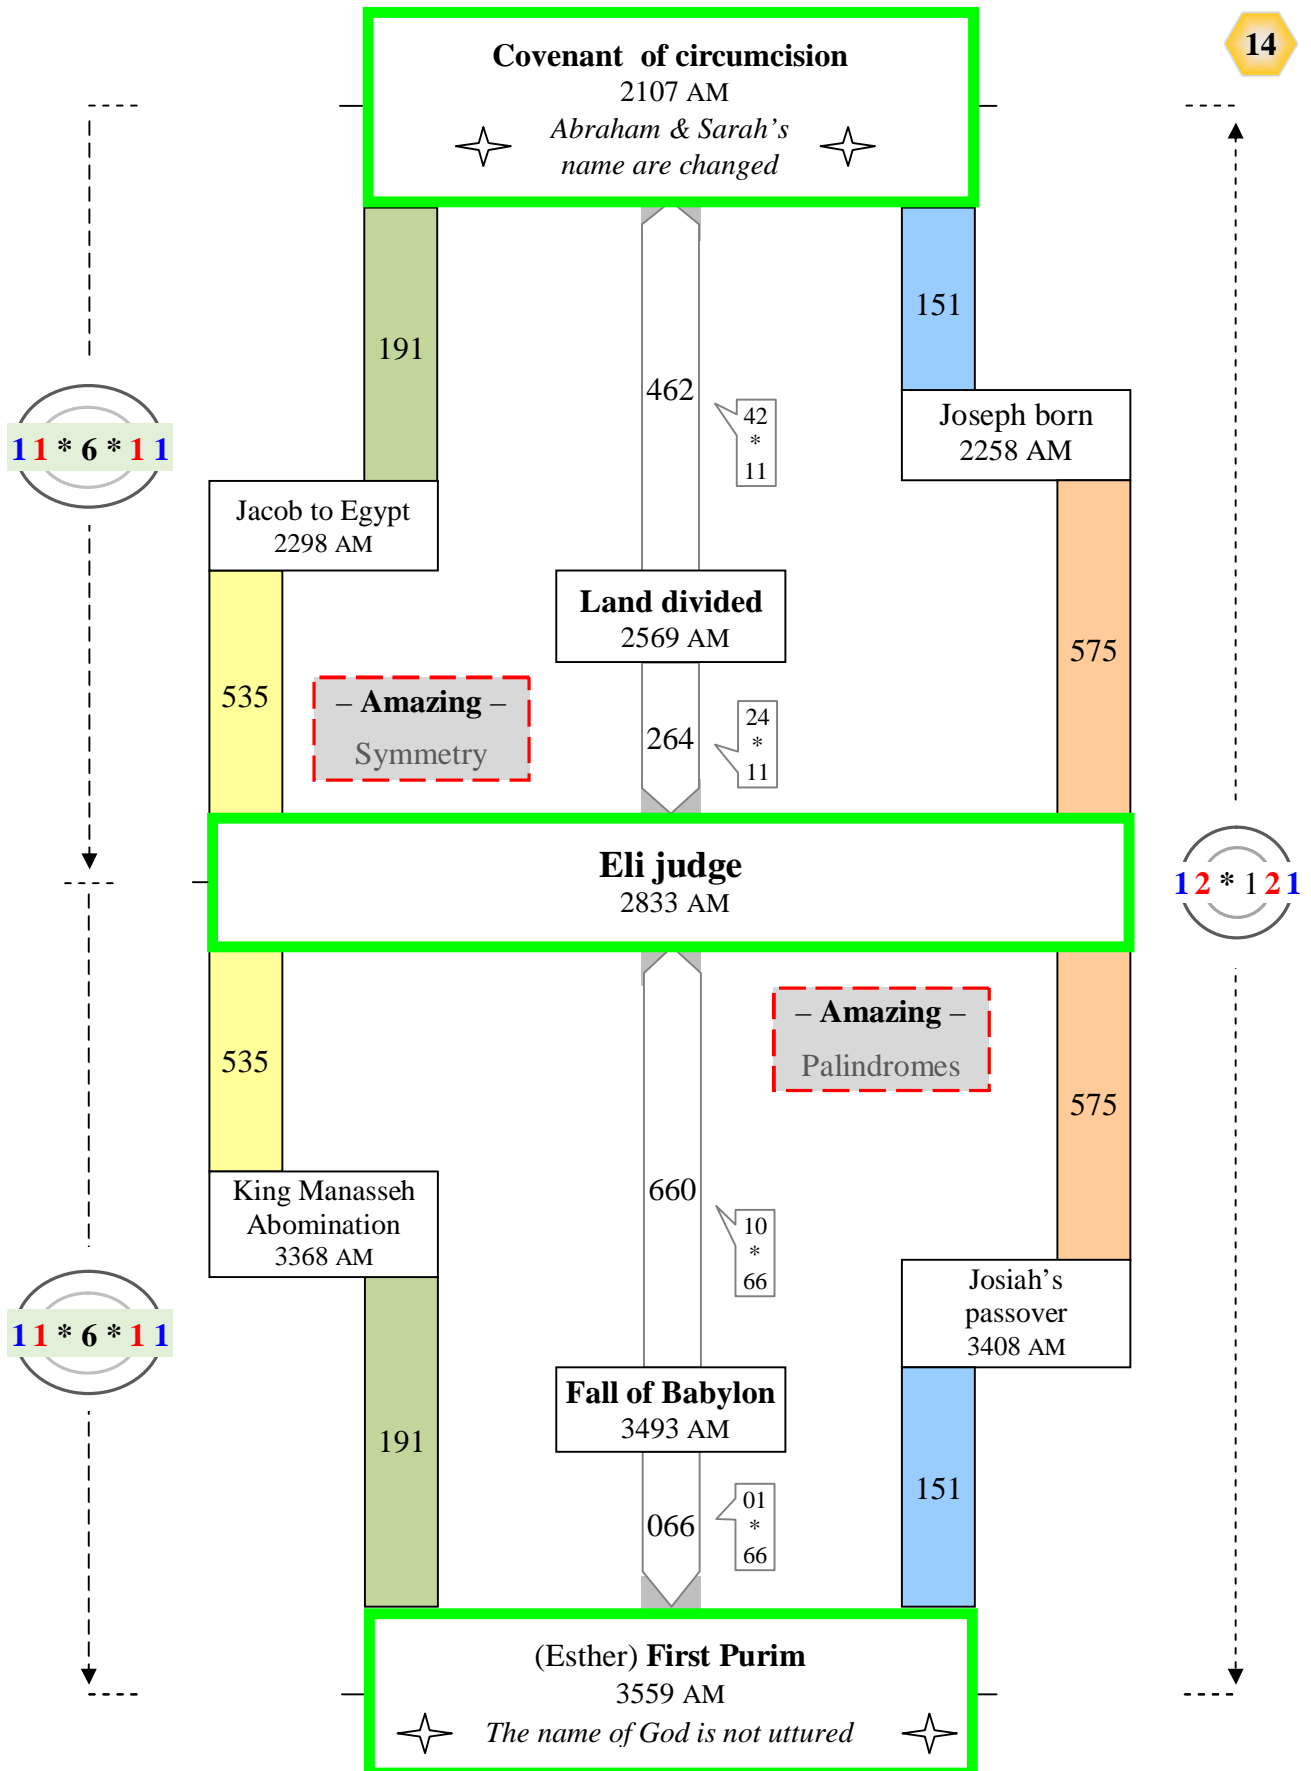 Covenant of circumcision
2107 AM
Abraham & Sarah's
name are changed
14
191
462
42
*
11
151
Joseph born
2258 AM
11 * 6 * 11
Jacob to Egypt
2298 AM
Land divided
2569 AM
535
– Amazing –
Symmetry
264
24
*
11
575
Eli judge
2833 AM
12 * 121
535
– Amazing –
Palindromes
575
King Manasseh
Abomination
3368 AM
660
10
*
66
Josiah's
passover
3408 AM
11 * 6 * 11
Fall of Babylon
3493 AM
191
066
01
*
66
151
(Esther) First Purim
3559 AM
The name of God is not uttured